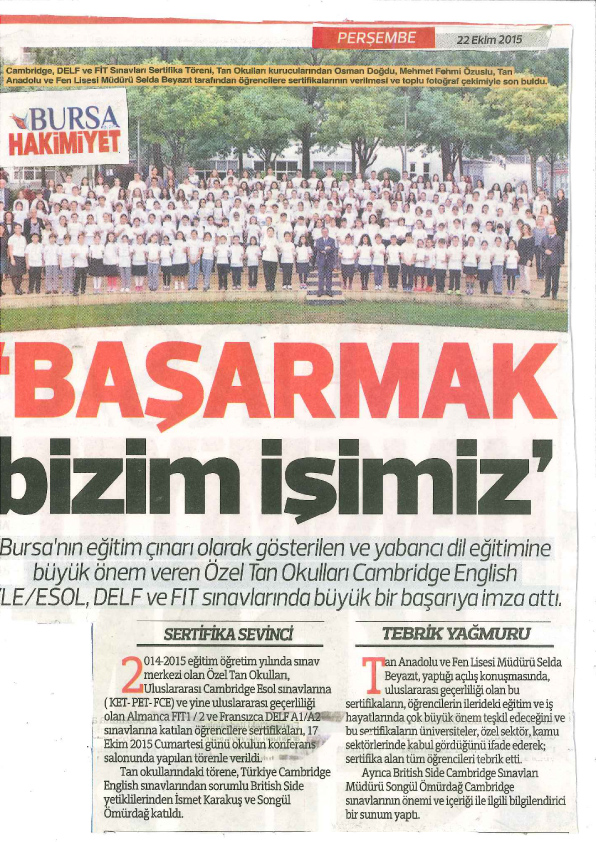 PERŞEMBE
22 Ekim 2015
Cambridge, DELF ve FİT Sınavları Sertifika Töreni, Tan Okulları kurucularından Osman Doğdu, Mehmet Fehmi Özuslu, Tan
Anadolu ve Fen Lisesi Müdürü Selda Beyazıt tarafından öğrencilere sertifikalarının verilmesi ve toplu fotoğraf çekimiyle son buldu.
BURSA
HAKİMİYET
'BAŞARMAK
bizim işimiz'
Bursa'nın eğitim çınarı olarak gösterilen ve yabancı dil eğitimine
büyük önem veren Özel Tan Okulları Cambridge English
YLE/ESOL, DELF ve FIT sınavlarında büyük bir başarıya imza attı.
SERTİFİKA SEVİNCİ
2014-2015 eğitim öğretim yılında sınav
merkezi olan Özel Tan Okulları,
Uluslararası Cambridge Esol sınavlarına
( KET- PET- FCE) ve yine uluslararası geçerliliği
olan Almanca FIT1 / 2 ve Fransızca DELF A1/A2
sınavlarına katılan öğrencilere sertifikaları, 17
Ekim 2015 Cumartesi günü okulun konferans
salonunda yapılan törenle verildi.
Tan okullarındaki törene, Türkiye Cambridge
English sınavlarından sorumlu British Side
yetiklilerinden İsmet Karakuş ve Songül
Ömürdağ katıldı.
TEBRİK YAĞMURU
Tan Anadolu ve Fen Lisesi Müdürü Selda
Beyazıt, yaptığı açılış konuşmasında,
uluslararası geçerliliği olan bu
sertifikaların, öğrencilerin ilerideki eğitim ve iş
hayatlarında çok büyük önem teşkil edeceğini ve
bu sertifikaların üniversiteler, özel sektör, kamu
sektörlerinde kabul gördüğünü ifade ederek;
sertifika alan tüm öğrencileri tebrik etti.
Ayrıca British Side Cambridge Sınavları
Müdürü Songül Ömürdağ Cambridge
sınavlarının önemi ve içeriği ile ilgili bilgilendirici
bir sunum yaptı.